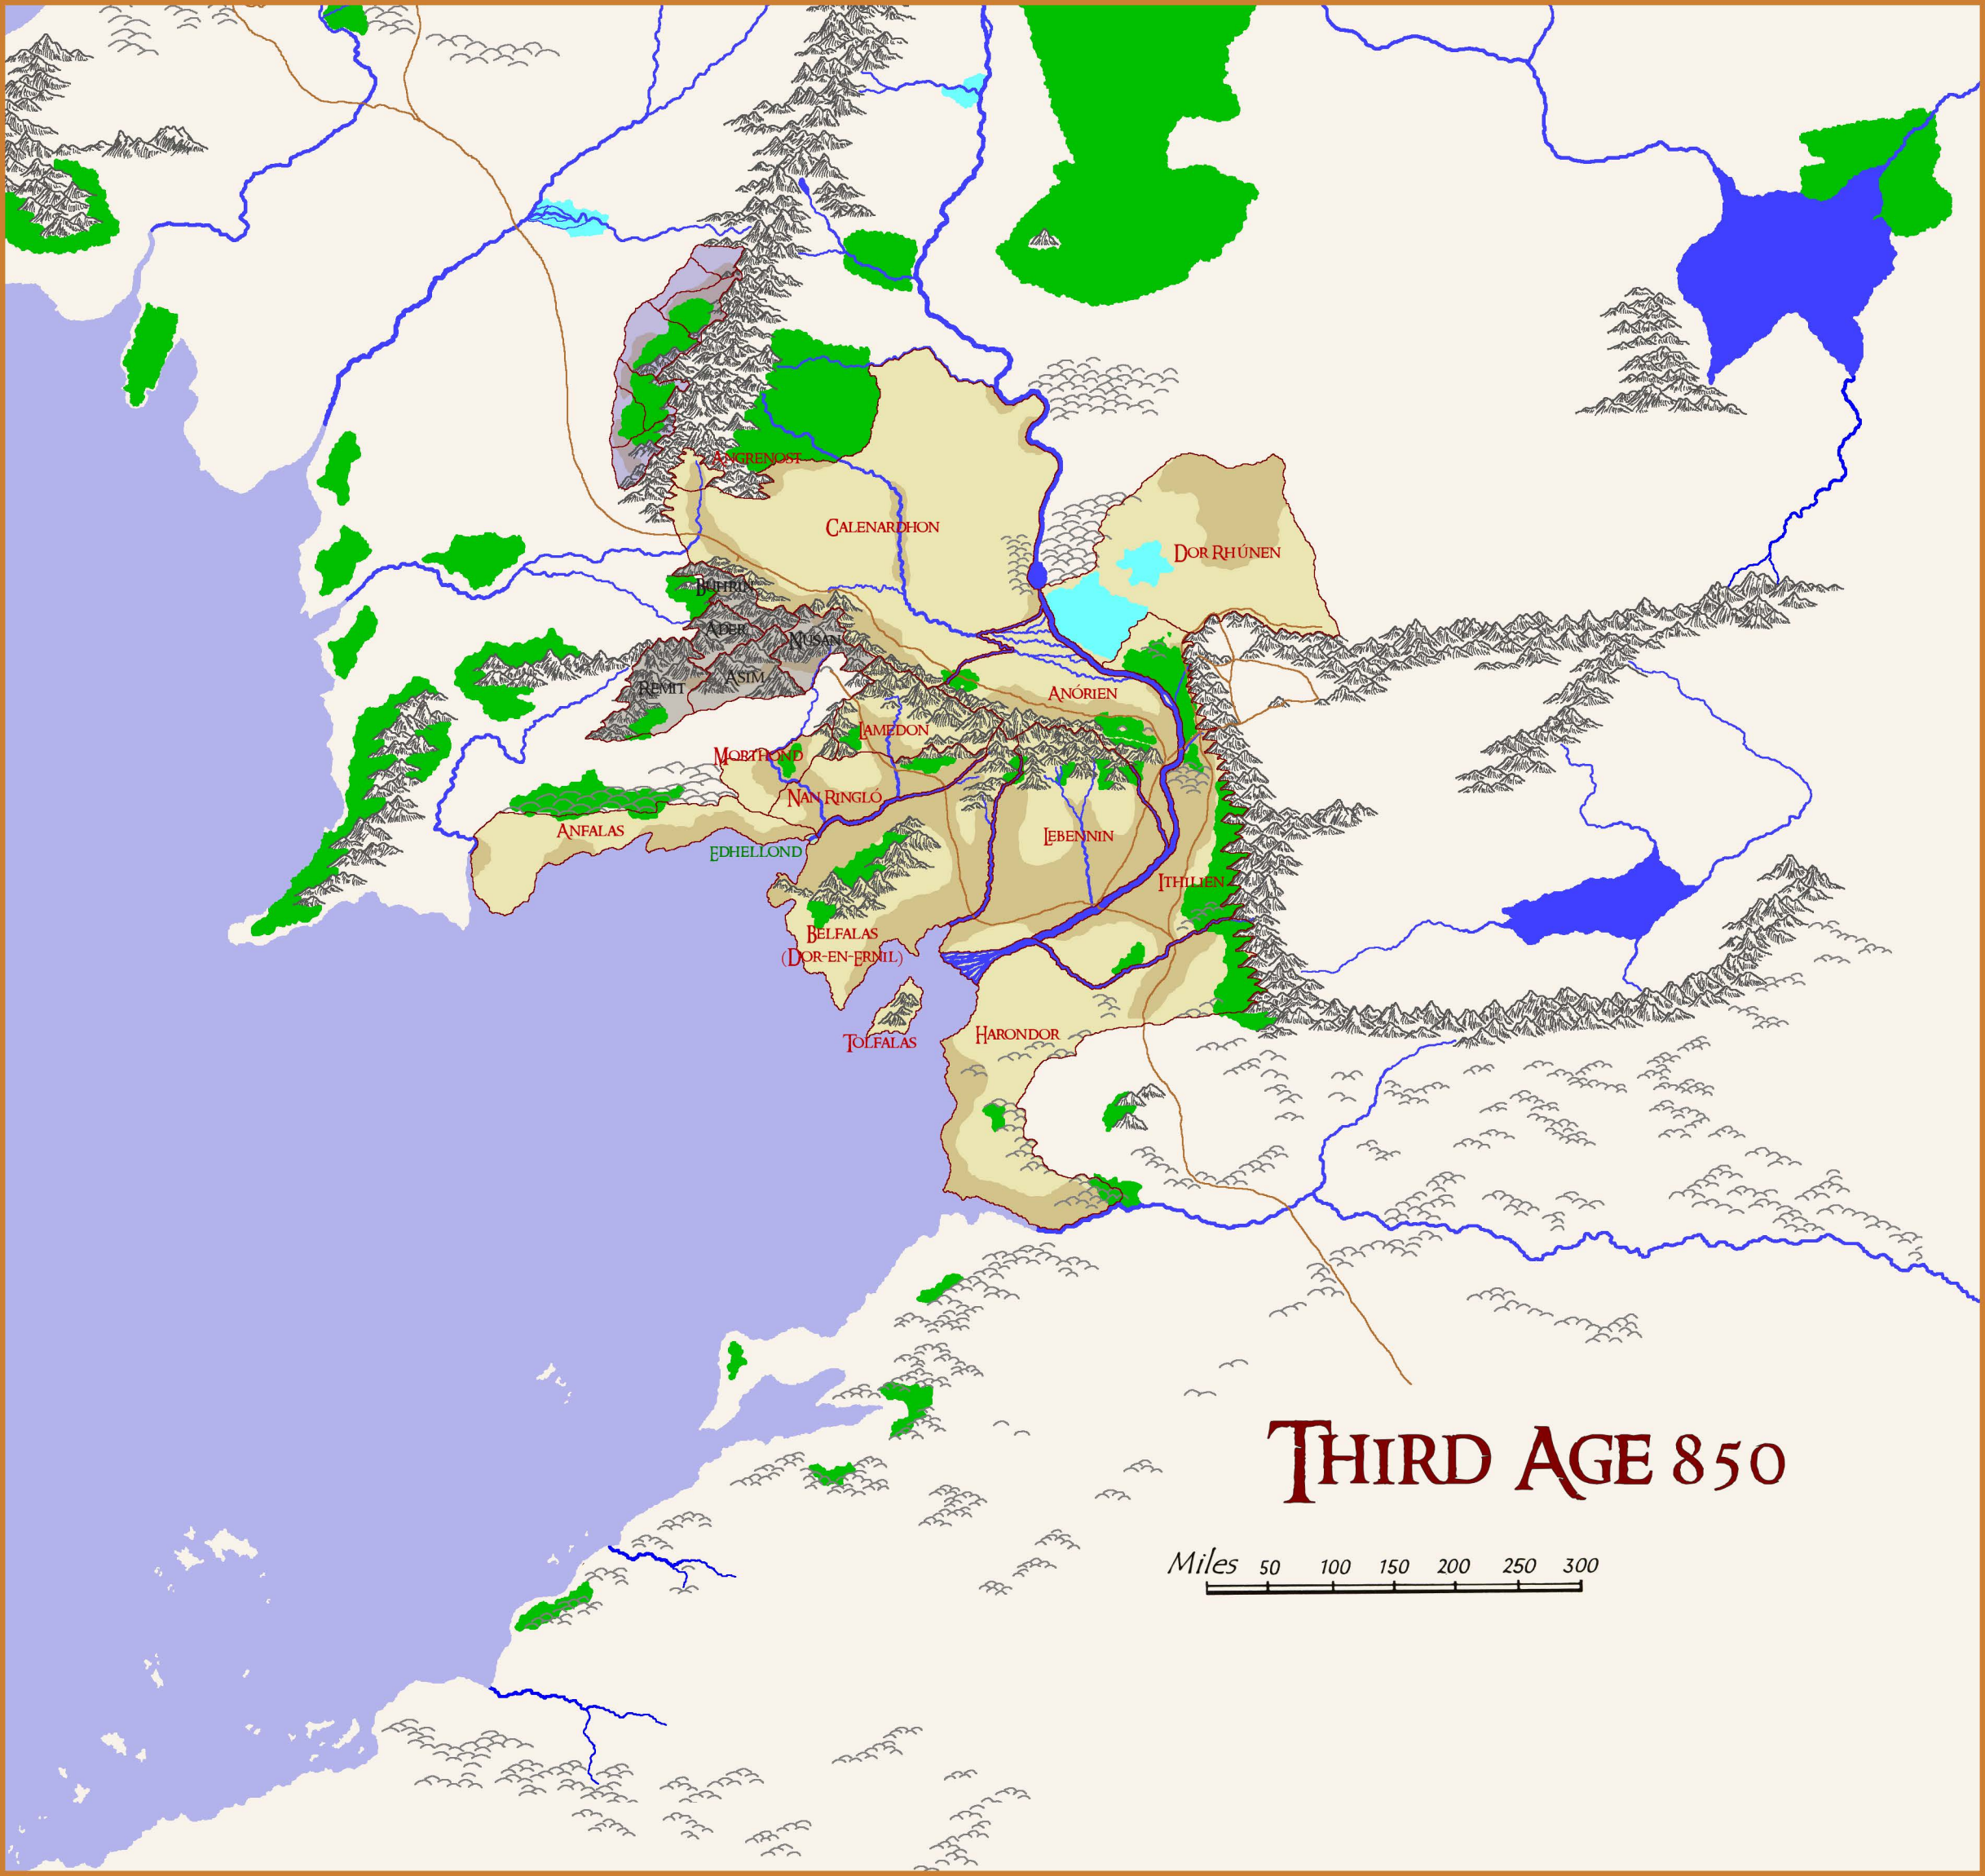 Angrenost
Calenardhon
Dor Rhúnen
Buhrin
Ader
Musan
Remit
Asim
Anórien
Lamedon
Morthond
Nan Ringló
Anfalas
Edhellond
Lebennin
Ithilien
Belfalas
(Dor-en-Ernil)
Harondor
Tolfalas
Third Age 850
Miles 50 100 150 200 250 300